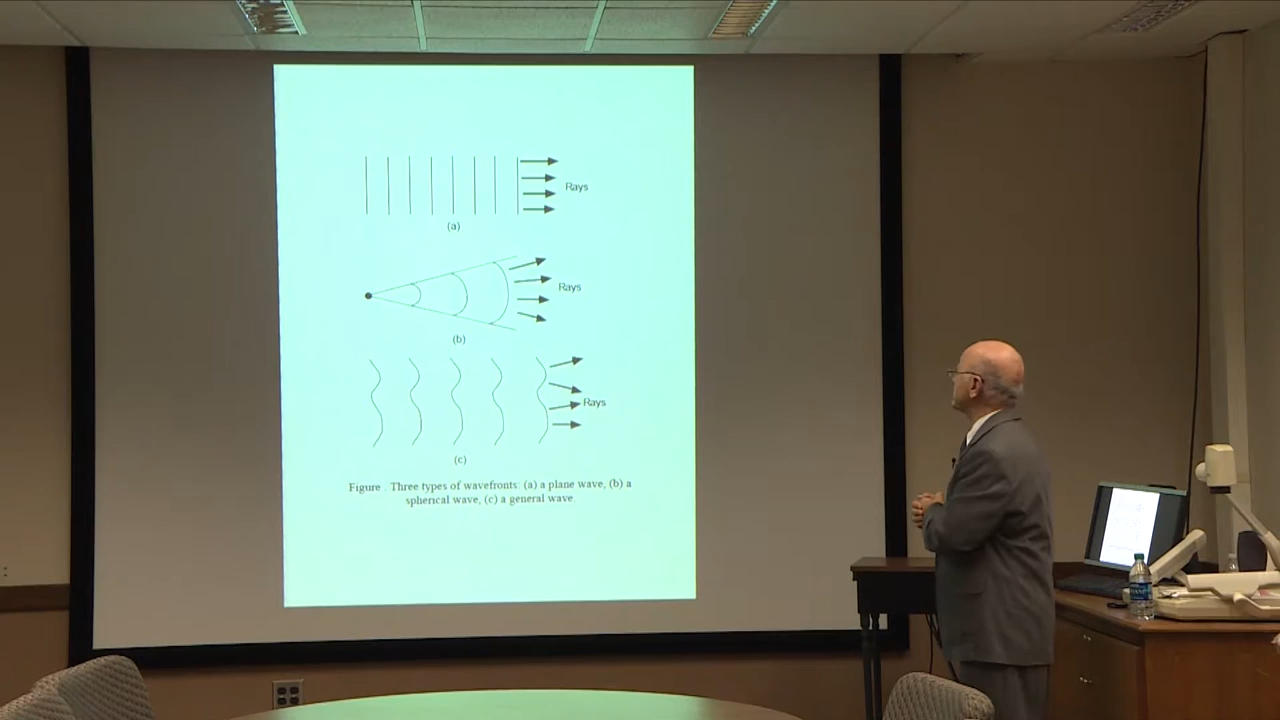 Rays
(a)
Rays
(b)
Rays
(c)
Figure . Three types of wavefronts: (a) a plane wave, (b) a
spherical wave, (c) a general wave.